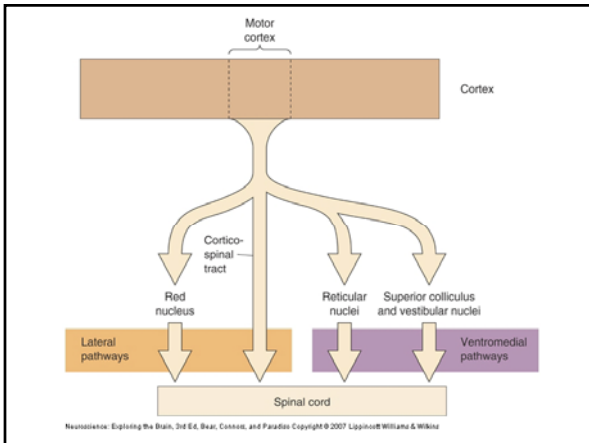 Motor
cortex
Cortex
Cortico-
spinal
tract
Red
nucleus
Reticular
nuclei
Superior colliculus
and vestibular nuclei
Lateral
pathways
Ventromedial
pathways
Spinal cord
Neuroscience: Exploring the Brain, 3rd Ed, Bear, Connors, and Paradiso Copyright © 2007 Lippincott Williams & Wilkins